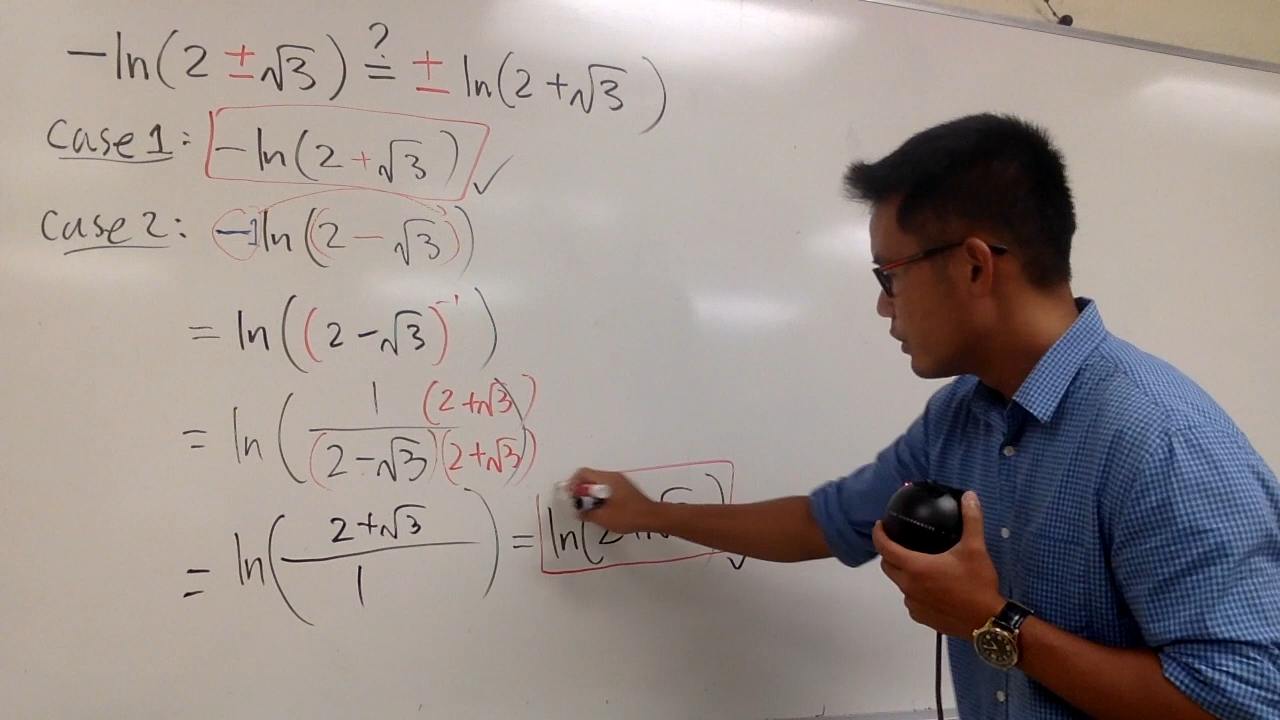 -ln(2 ± √3) ≟ ± ln(2 + √3)
Case 1: -ln(2 + √3) ✓
Case 2: -1 ln((2 - √3))
= ln((2 - √3)⁻¹)
= ln(1 (2 + √3) / (2 - √3)(2 + √3))
= ln((2 + √3) / 1) = ln(2 + √ ) ✓